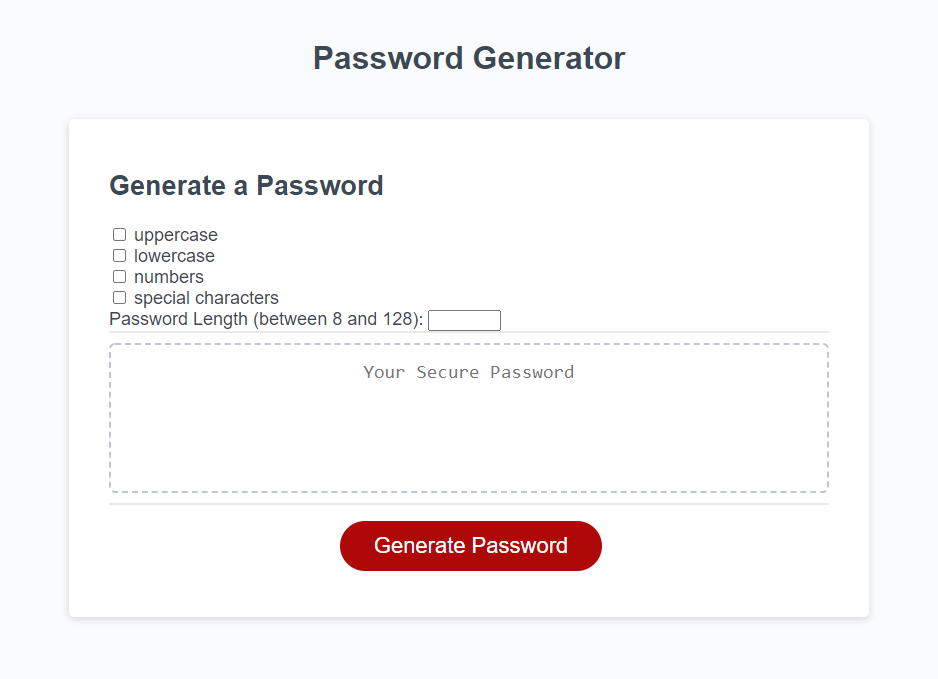 Password Generator
Generate a Password
uppercase
lowercase
numbers
special characters
Password Length (between 8 and 128):
Your Secure Password
Generate Password